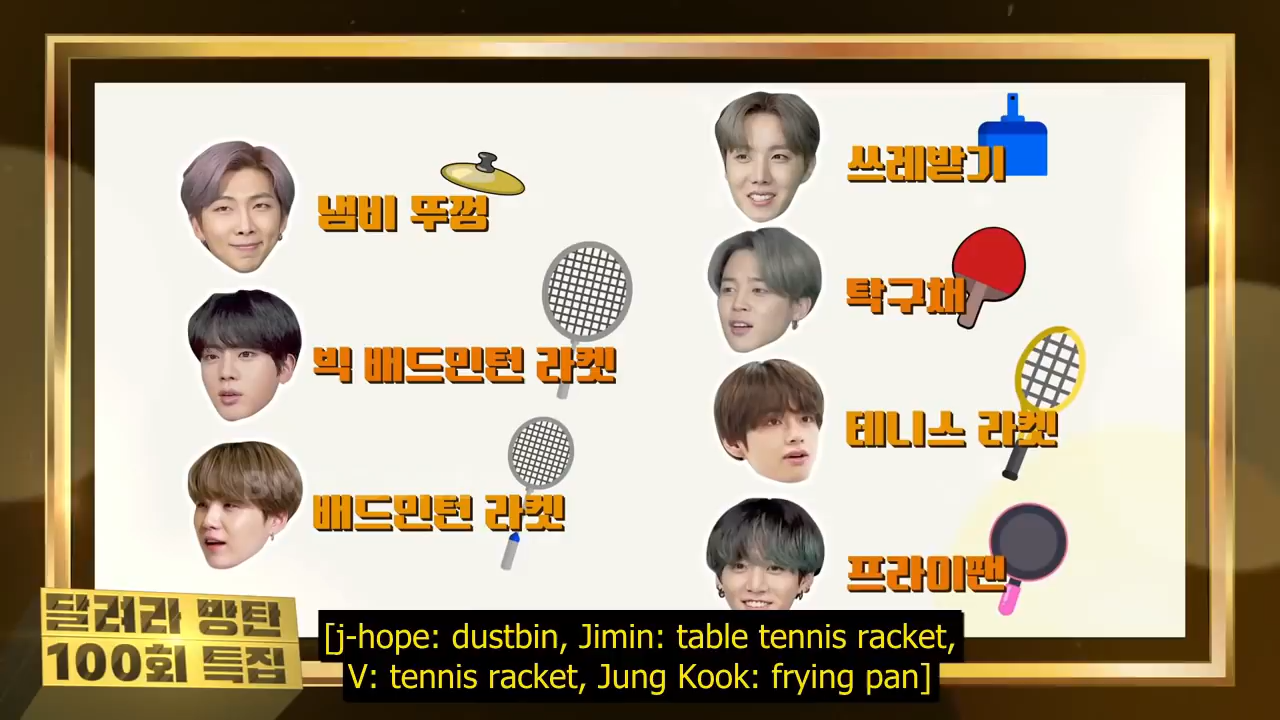 냄비 뚜껑
빅 배드민턴 라켓
배드민턴 라켓
쓰레받기
탁구채
테니스 라켓
프라이팬
달려라 방탄
100회 특집
[j-hope: dustbin, Jimin: table tennis racket,
V: tennis racket, Jung Kook: frying pan]